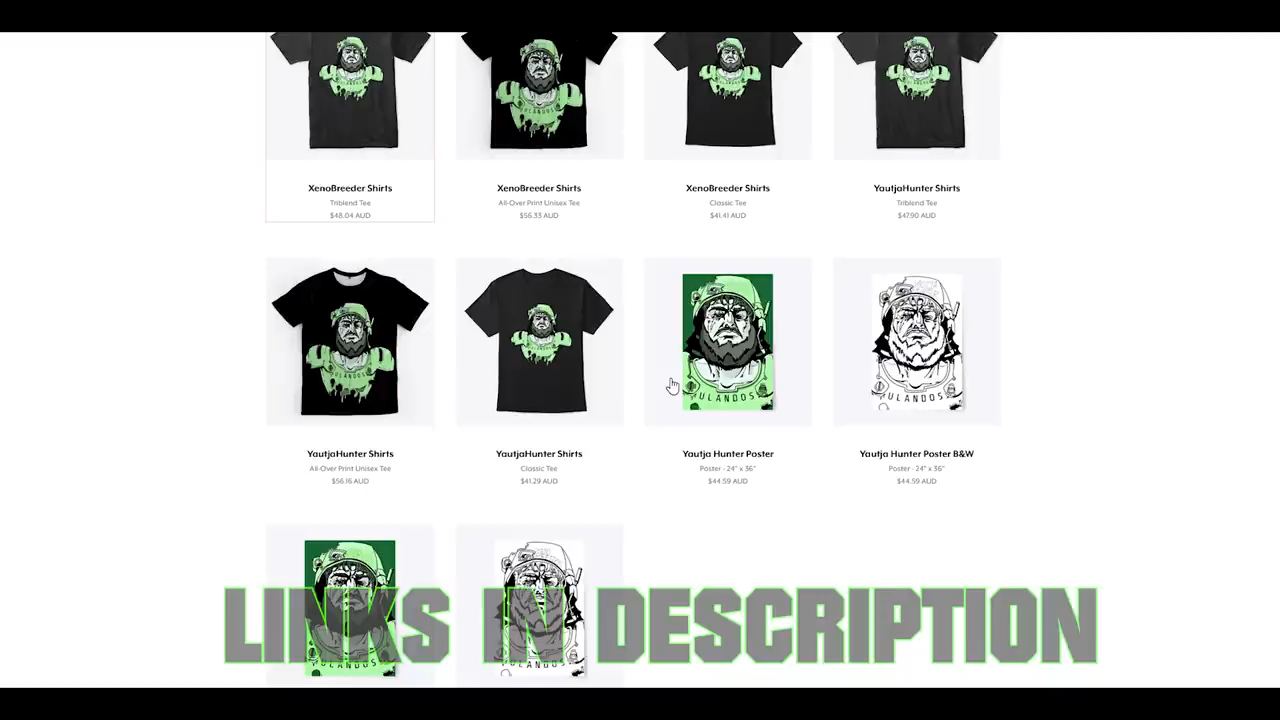 XenoBreeder Shirts
Triblend Tee
$48.04 AUD
XenoBreeder Shirts
All-Over Print Unisex Tee
$56.33 AUD
XenoBreeder Shirts
Classic Tee
$41.41 AUD
YautjaHunter Shirts
Triblend Tee
$47.90 AUD
YautjaHunter Shirts
All-Over Print Unisex Tee
$56.16 AUD
YautjaHunter Shirts
Classic Tee
$41.29 AUD
ULANDOS
Yautja Hunter Poster
Poster - 24" x 36"
$44.59 AUD
ULANDOS
Yautja Hunter Poster B&W
Poster - 24" x 36"
$44.59 AUD
LINKS IN DESCRIPTION